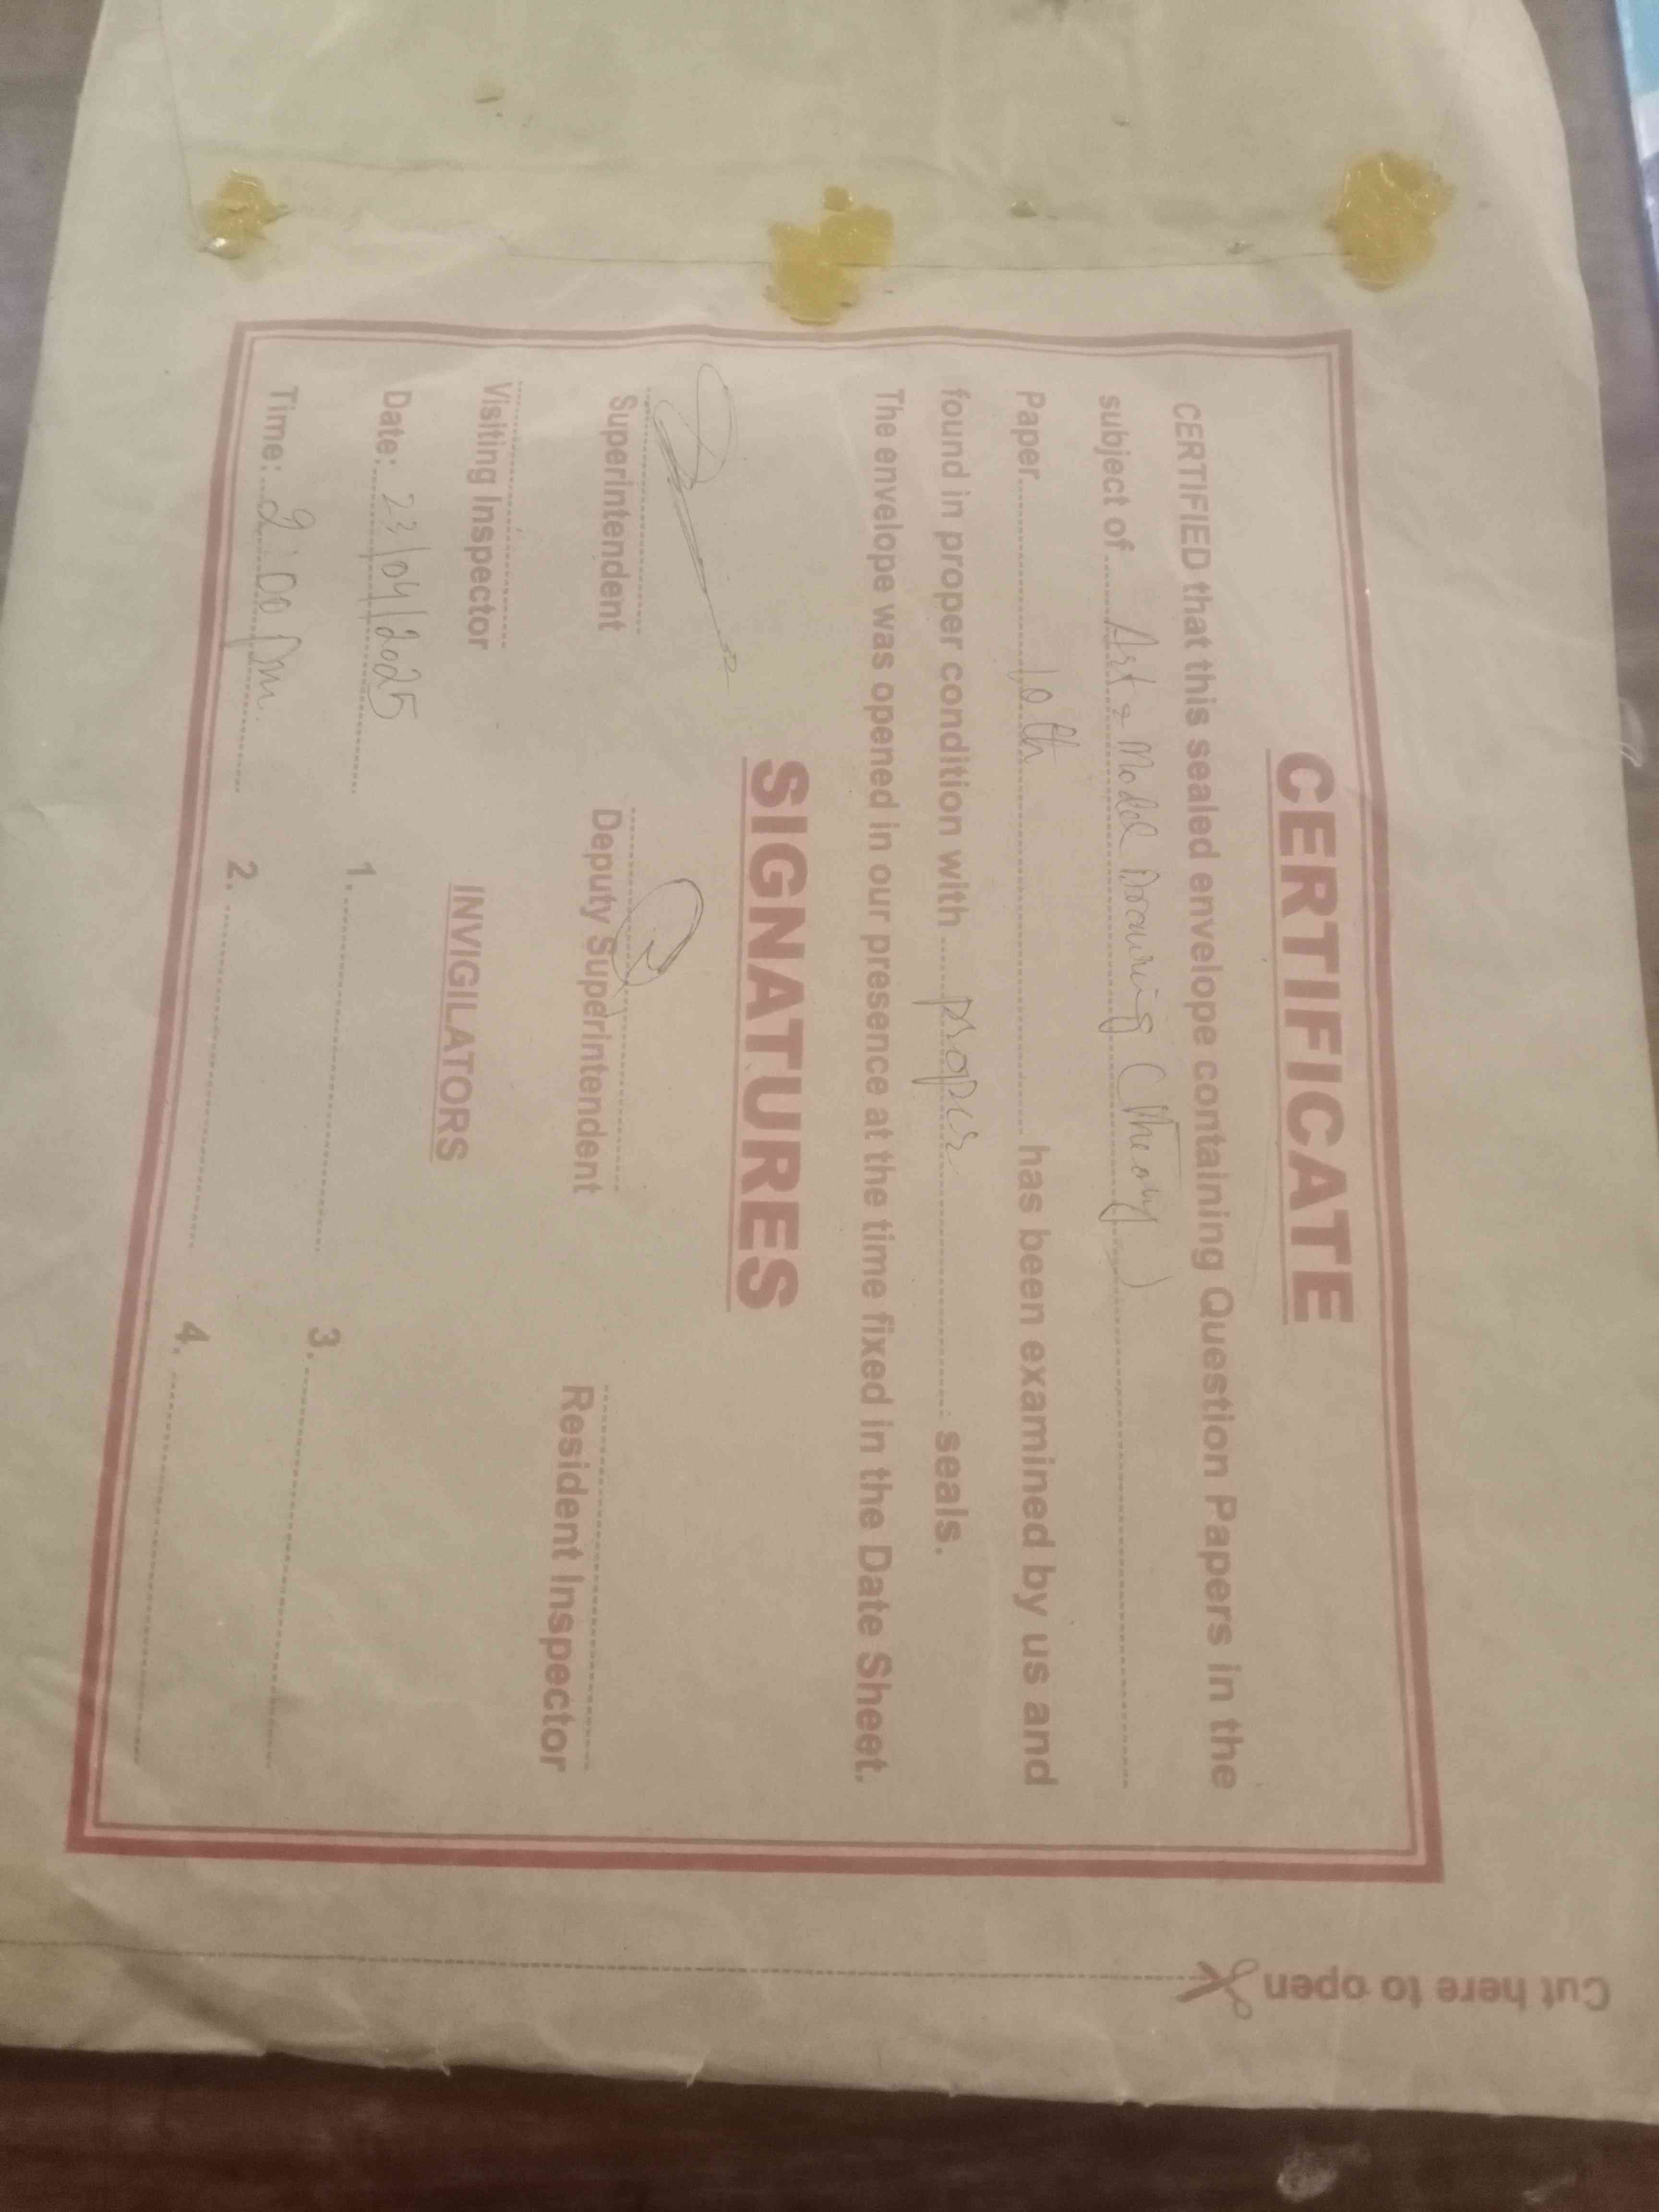 CERTIFICATE
CERTIFIED that this sealed envelope containing Question Papers in the
subject of ..... Art & Model Drawing (Theory) .....
Paper ..... 10th ..... has been examined by us and
found in proper condition with ..... proper ..... seals.
The envelope was opened in our presence at the time fixed in the Date Sheet.
SIGNATURES
Superintendent Deputy Superintendent Resident Inspector
Visiting Inspector
INVIGILATORS
Date: 23/04/2025 1. ..... 3. .....
Time: 2:00 pm. 2. ..... 4. .....
Cut here to open